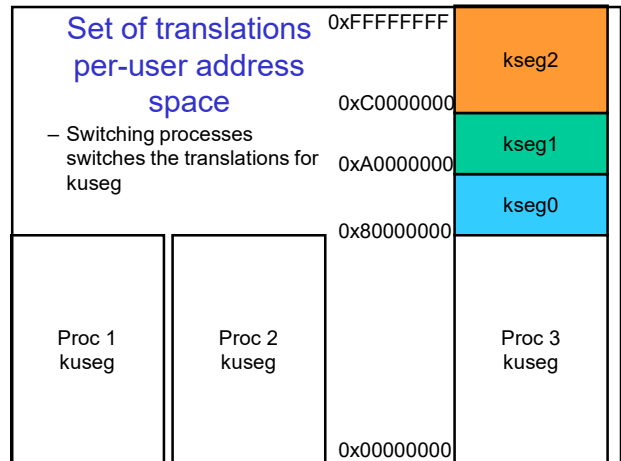 Set of translations
per-user address
space
– Switching processes
switches the translations for
kuseg
0xFFFFFFFF
kseg2
0xC0000000
kseg1
0xA0000000
kseg0
0x80000000
Proc 1
kuseg
Proc 2
kuseg
Proc 3
kuseg
0x00000000